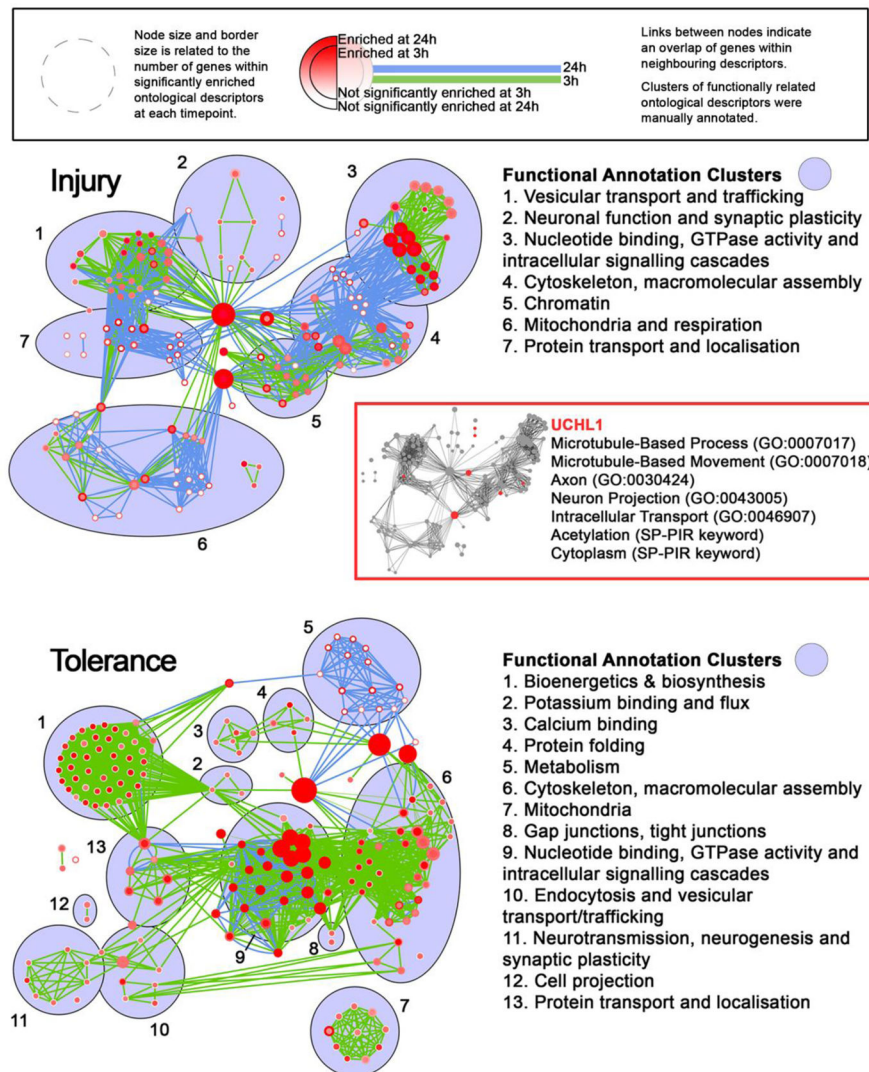 Node size and border
size is related to the
number of genes within
significantly enriched
ontological descriptors
at each timepoint.
Enriched at 24h
Enriched at 3h
24h
3h
Not significantly enriched at 3h
Not significantly enriched at 24h
Links between nodes indicate
an overlap of genes within
neighbouring descriptors.
Clusters of functionally related
ontological descriptors were
manually annotated.
Injury
1
2
3
4
5
6
7
Functional Annotation Clusters
1. Vesicular transport and trafficking
2. Neuronal function and synaptic plasticity
3. Nucleotide binding, GTPase activity and
intracellular signalling cascades
4. Cytoskeleton, macromolecular assembly
5. Chromatin
6. Mitochondria and respiration
7. Protein transport and localisation
UCHL1
Microtubule-Based Process (GO:0007017)
Microtubule-Based Movement (GO:0007018)
Axon (GO:0030424)
Neuron Projection (GO:0043005)
Intracellular Transport (GO:0046907)
Acetylation (SP-PIR keyword)
Cytoplasm (SP-PIR keyword)
Tolerance
1
2
3
4
5
6
7
8
9
10
11
12
13
Functional Annotation Clusters
1. Bioenergetics & biosynthesis
2. Potassium binding and flux
3. Calcium binding
4. Protein folding
5. Metabolism
6. Cytoskeleton, macromolecular assembly
7. Mitochondria
8. Gap junctions, tight junctions
9. Nucleotide binding, GTPase activity and
intracellular signalling cascades
10. Endocytosis and vesicular
transport/trafficking
11. Neurotransmission, neurogenesis and
synaptic plasticity
12. Cell projection
13. Protein transport and localisation